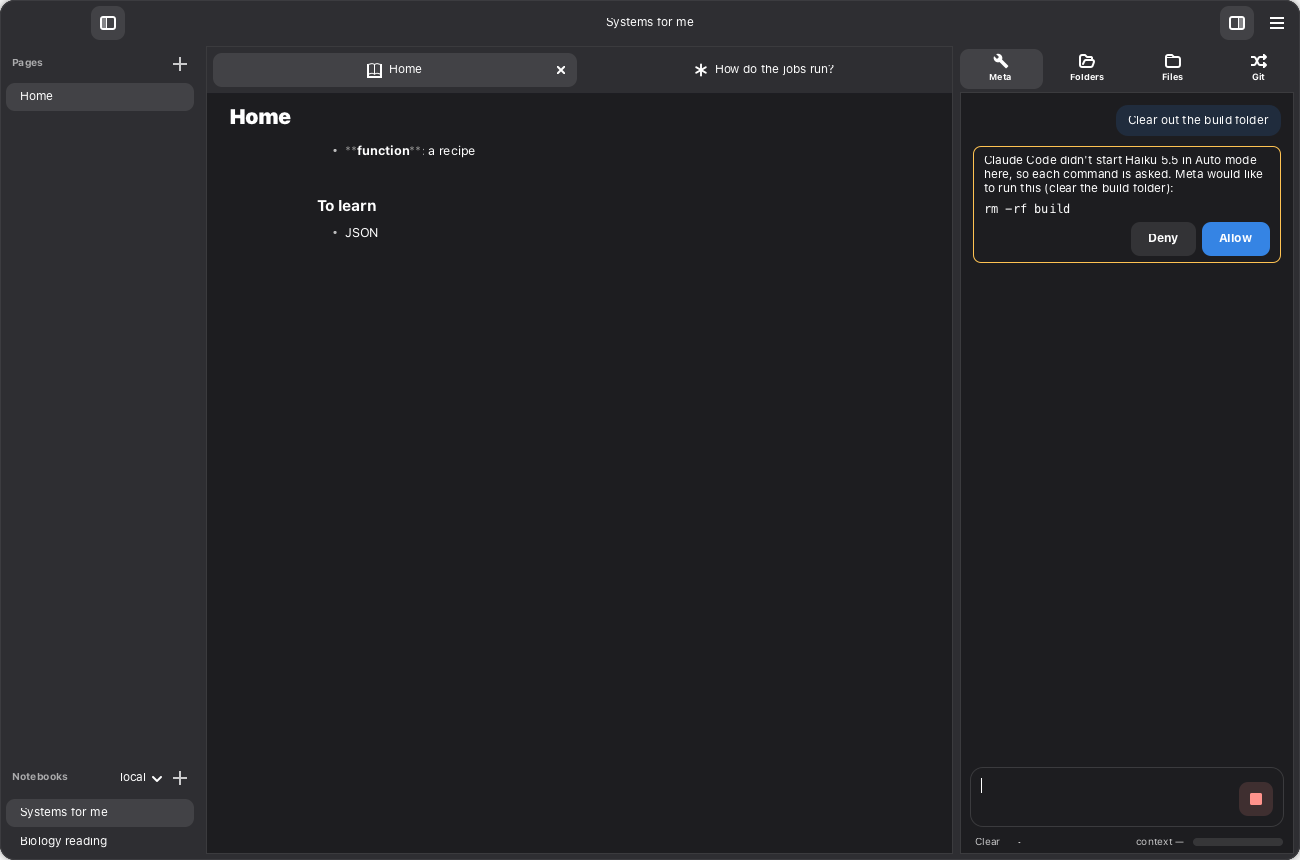 Systems for me
Pages
Home
Home
How do the jobs run?
Home
• **function**: a recipe
To learn
• JSON
Meta
Folders
Files
Git
Clear out the build folder
Claude Code didn't start Haiku 5.5 in Auto mode
here, so each command is asked. Meta would like
to run this (clear the build folder):
rm -rf build
Deny
Allow
Notebooks
local
Systems for me
Biology reading
Clear
-
context —